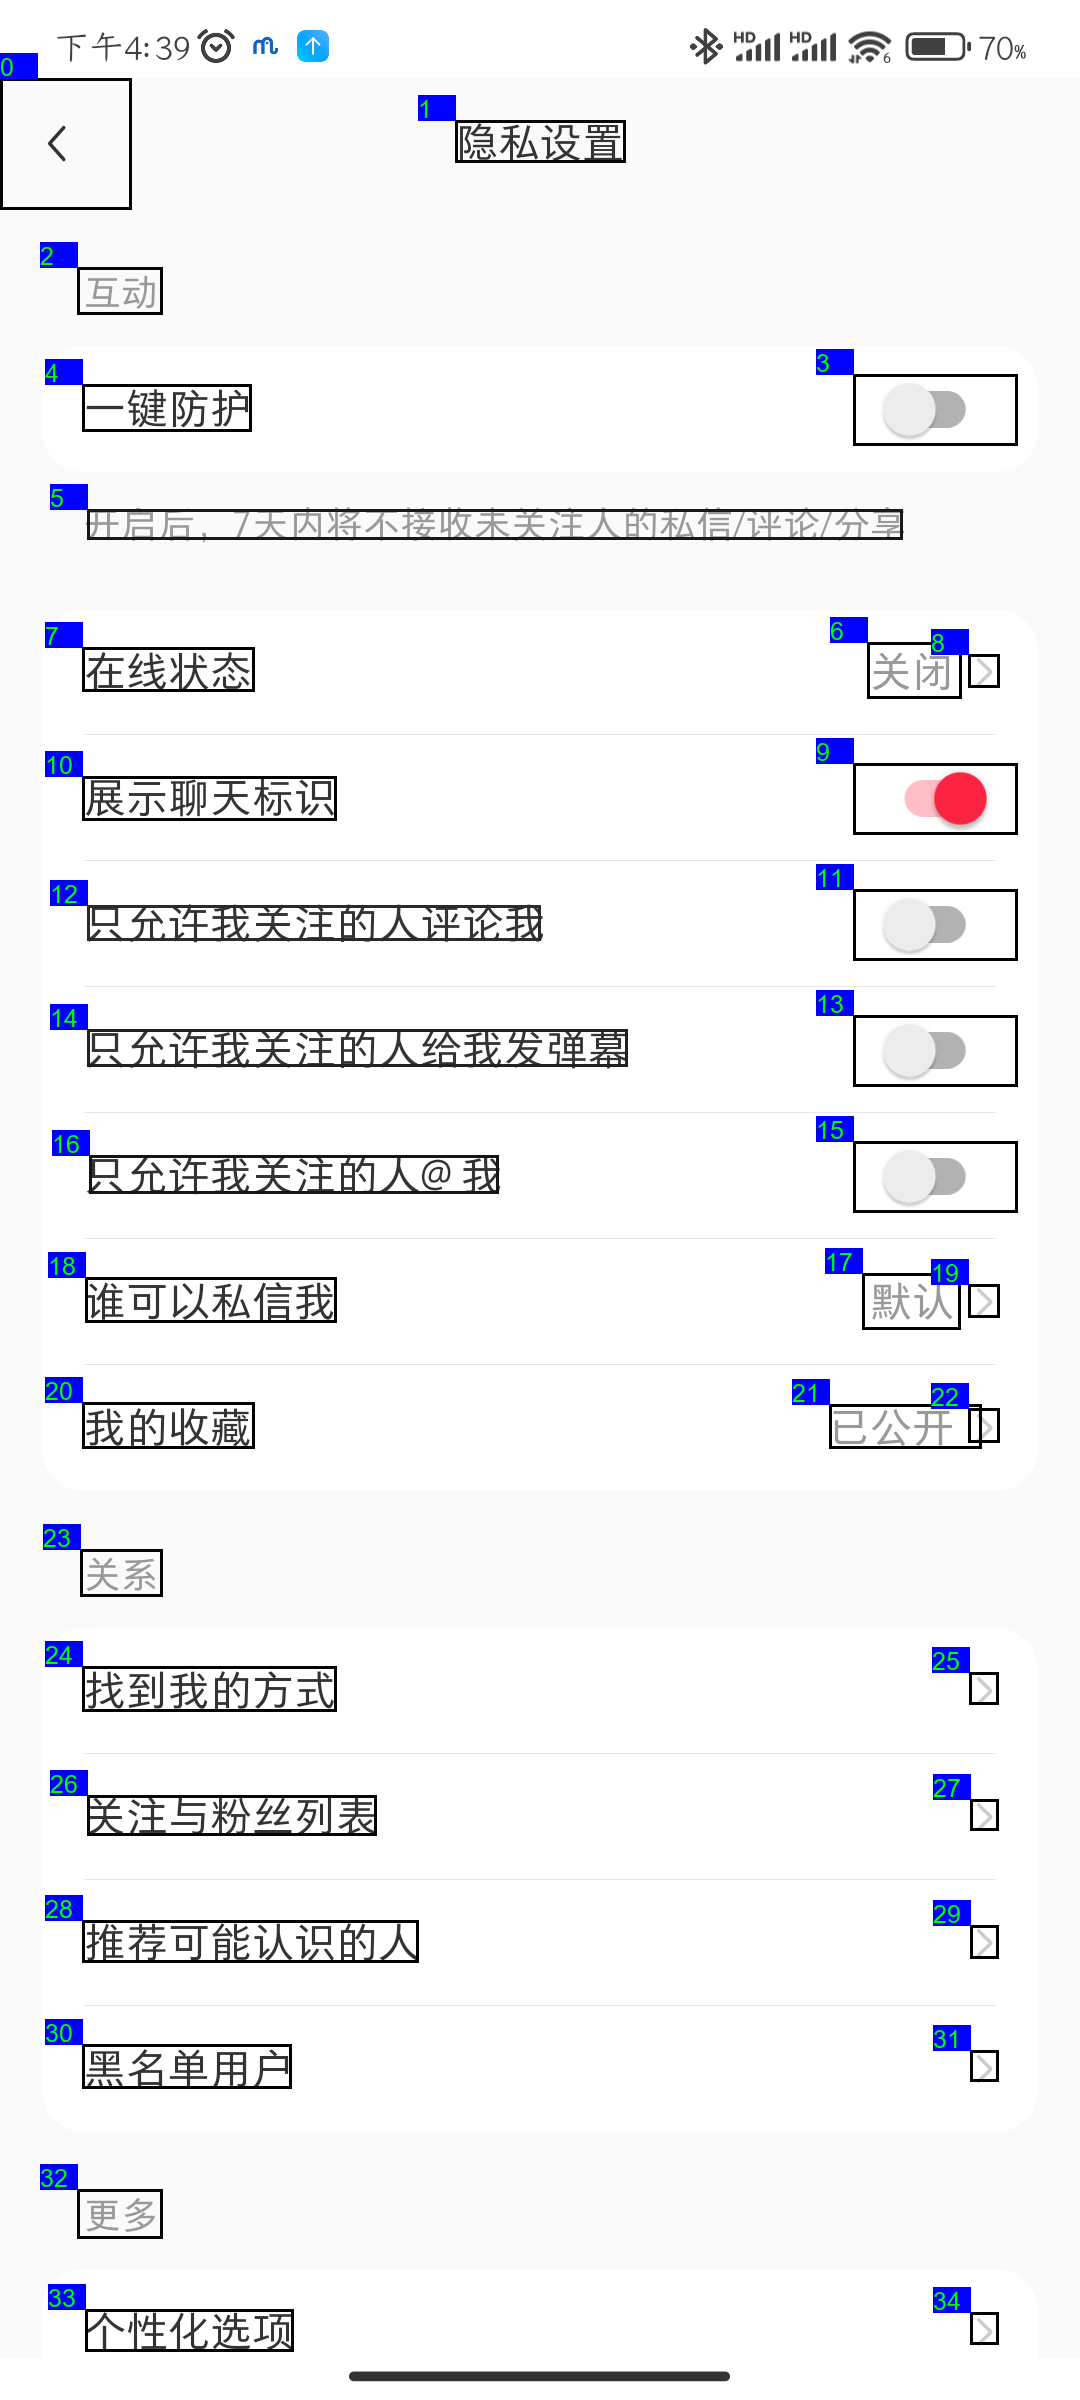 下午4:39 HD HD 6 70%
0
1
隐私设置
2
互动
4 3
一键防护
5
开启后，7天内将不接收未关注人的私信/评论/分享
7 6 8
在线状态 关闭
10 9
展示聊天标识
12 11
只允许我关注的人评论我
14 13
只允许我关注的人给我发弹幕
16 15
只允许我关注的人@ 我
18 17 19
谁可以私信我 默认
20 21 22
我的收藏 已公开
23
关系
24 25
找到我的方式
26 27
关注与粉丝列表
28 29
推荐可能认识的人
30 31
黑名单用户
32
更多
33 34
个性化选项